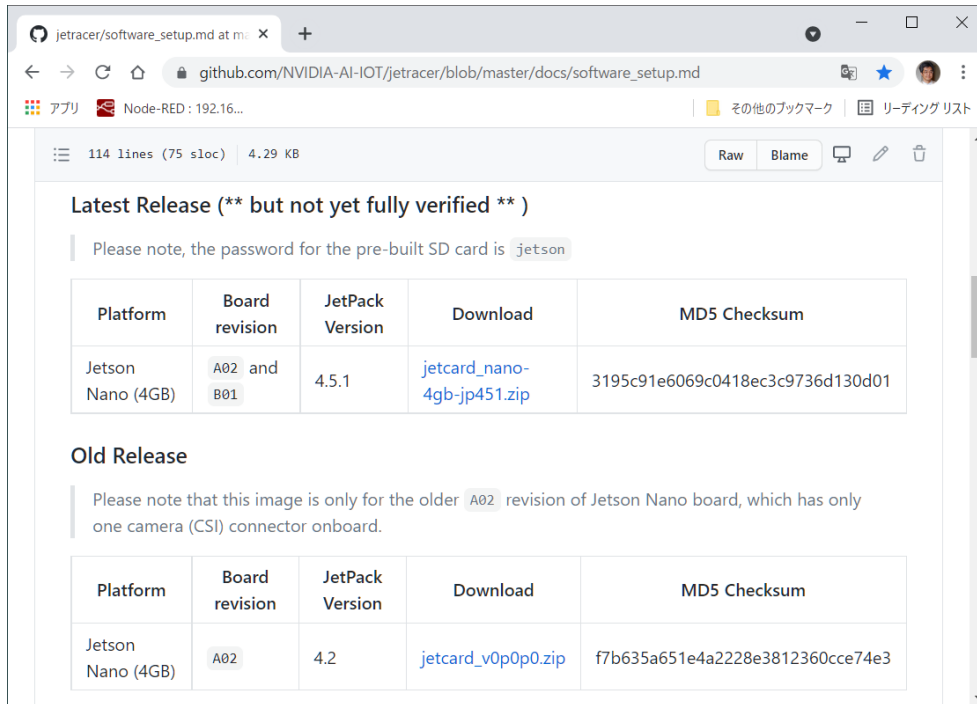 jetracer/software_setup.md at ma
github.com/NVIDIA-AI-IOT/jetracer/blob/master/docs/software_setup.md
アプリ Node-RED : 192.16... その他のブックマーク リーディング リスト
114 lines (75 sloc) 4.29 KB Raw Blame
Latest Release (** but not yet fully verified ** )
Please note, the password for the pre-built SD card is jetson
Platform Board revision JetPack Version Download MD5 Checksum
Jetson Nano (4GB) A02 and B01 4.5.1 jetcard_nano-4gb-jp451.zip 3195c91e6069c0418ec3c9736d130d01
Old Release
Please note that this image is only for the older A02 revision of Jetson Nano board, which has only
one camera (CSI) connector onboard.
Platform Board revision JetPack Version Download MD5 Checksum
Jetson Nano (4GB) A02 4.2 jetcard_v0p0p0.zip f7b635a651e4a2228e3812360cce74e3